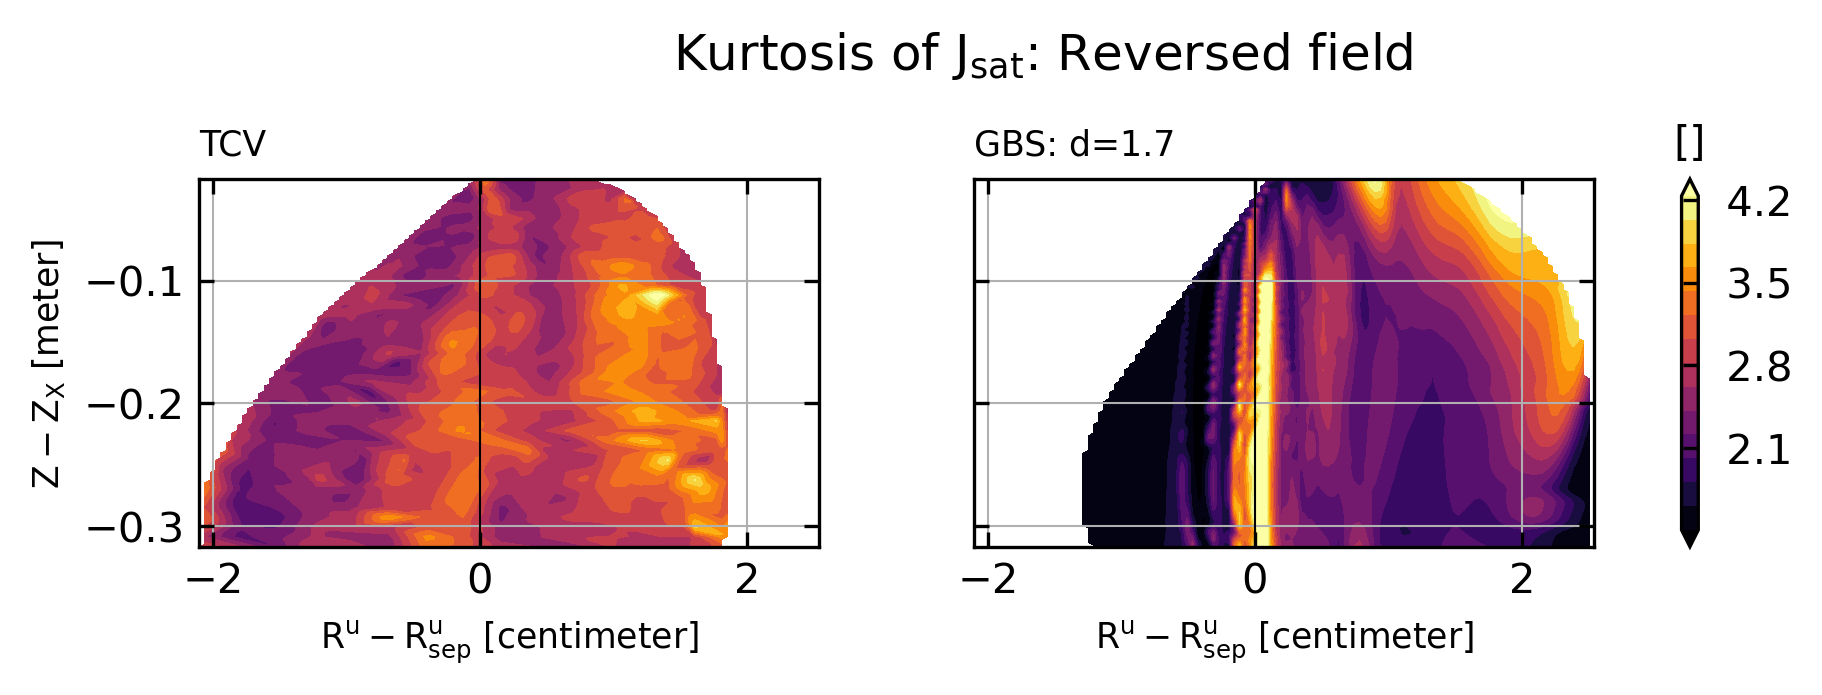 Kurtosis of J_sat: Reversed field
TCV
GBS: d=1.7
[]
4.2
3.5
2.8
2.1
Z − Z_X [meter]
−0.1
−0.2
−0.3
−2 0 2
−2 0 2
R^u − R^u_sep [centimeter]
R^u − R^u_sep [centimeter]